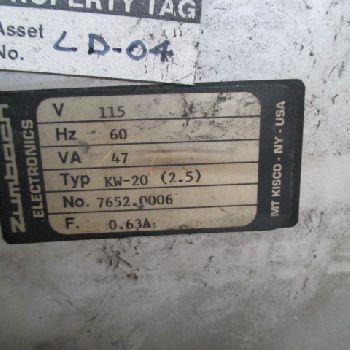 PROPERTY TAG
Asset
No. LD-04
zumbach
ELECTRONICS
V 115
Hz 60
VA 47
Typ KW-20 (2.5)
No. 7652.0006
F. 0.63A
MT KISCO - NY - USA